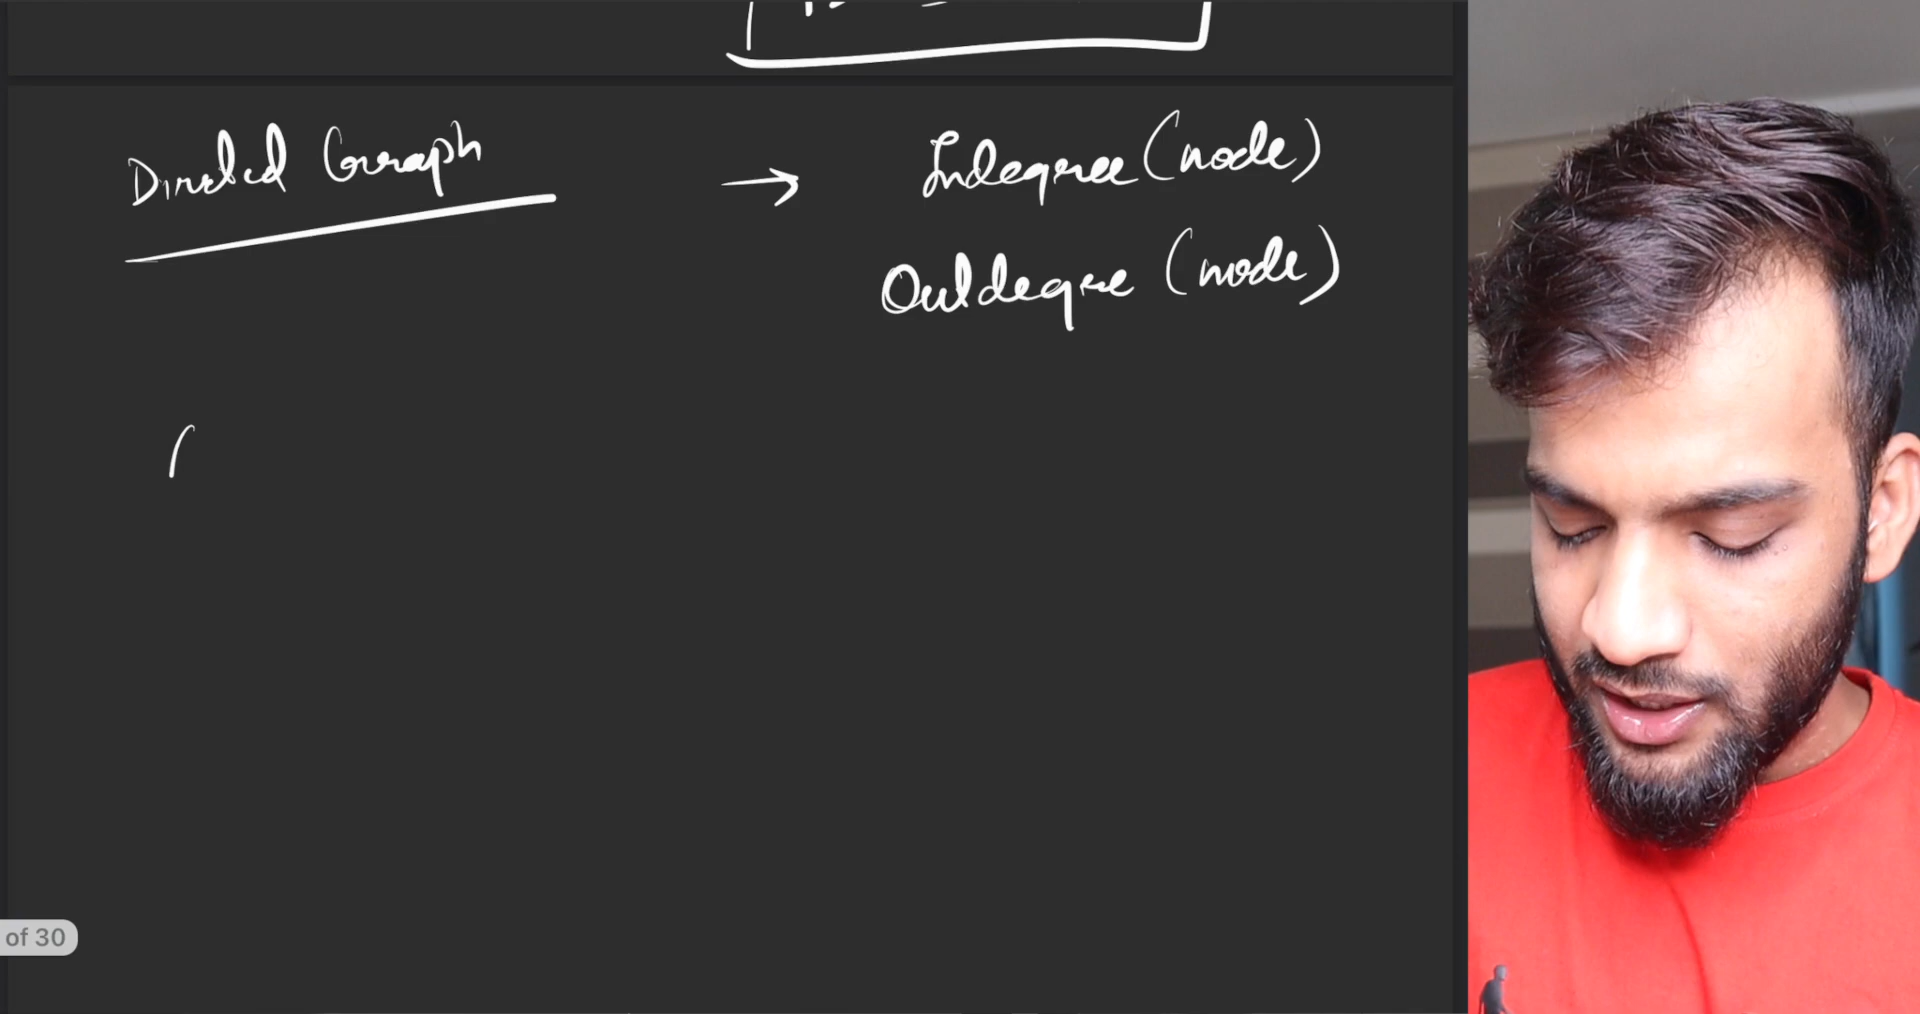 Directed Graph → Indegree (node)
Outdegree (node)
of 30